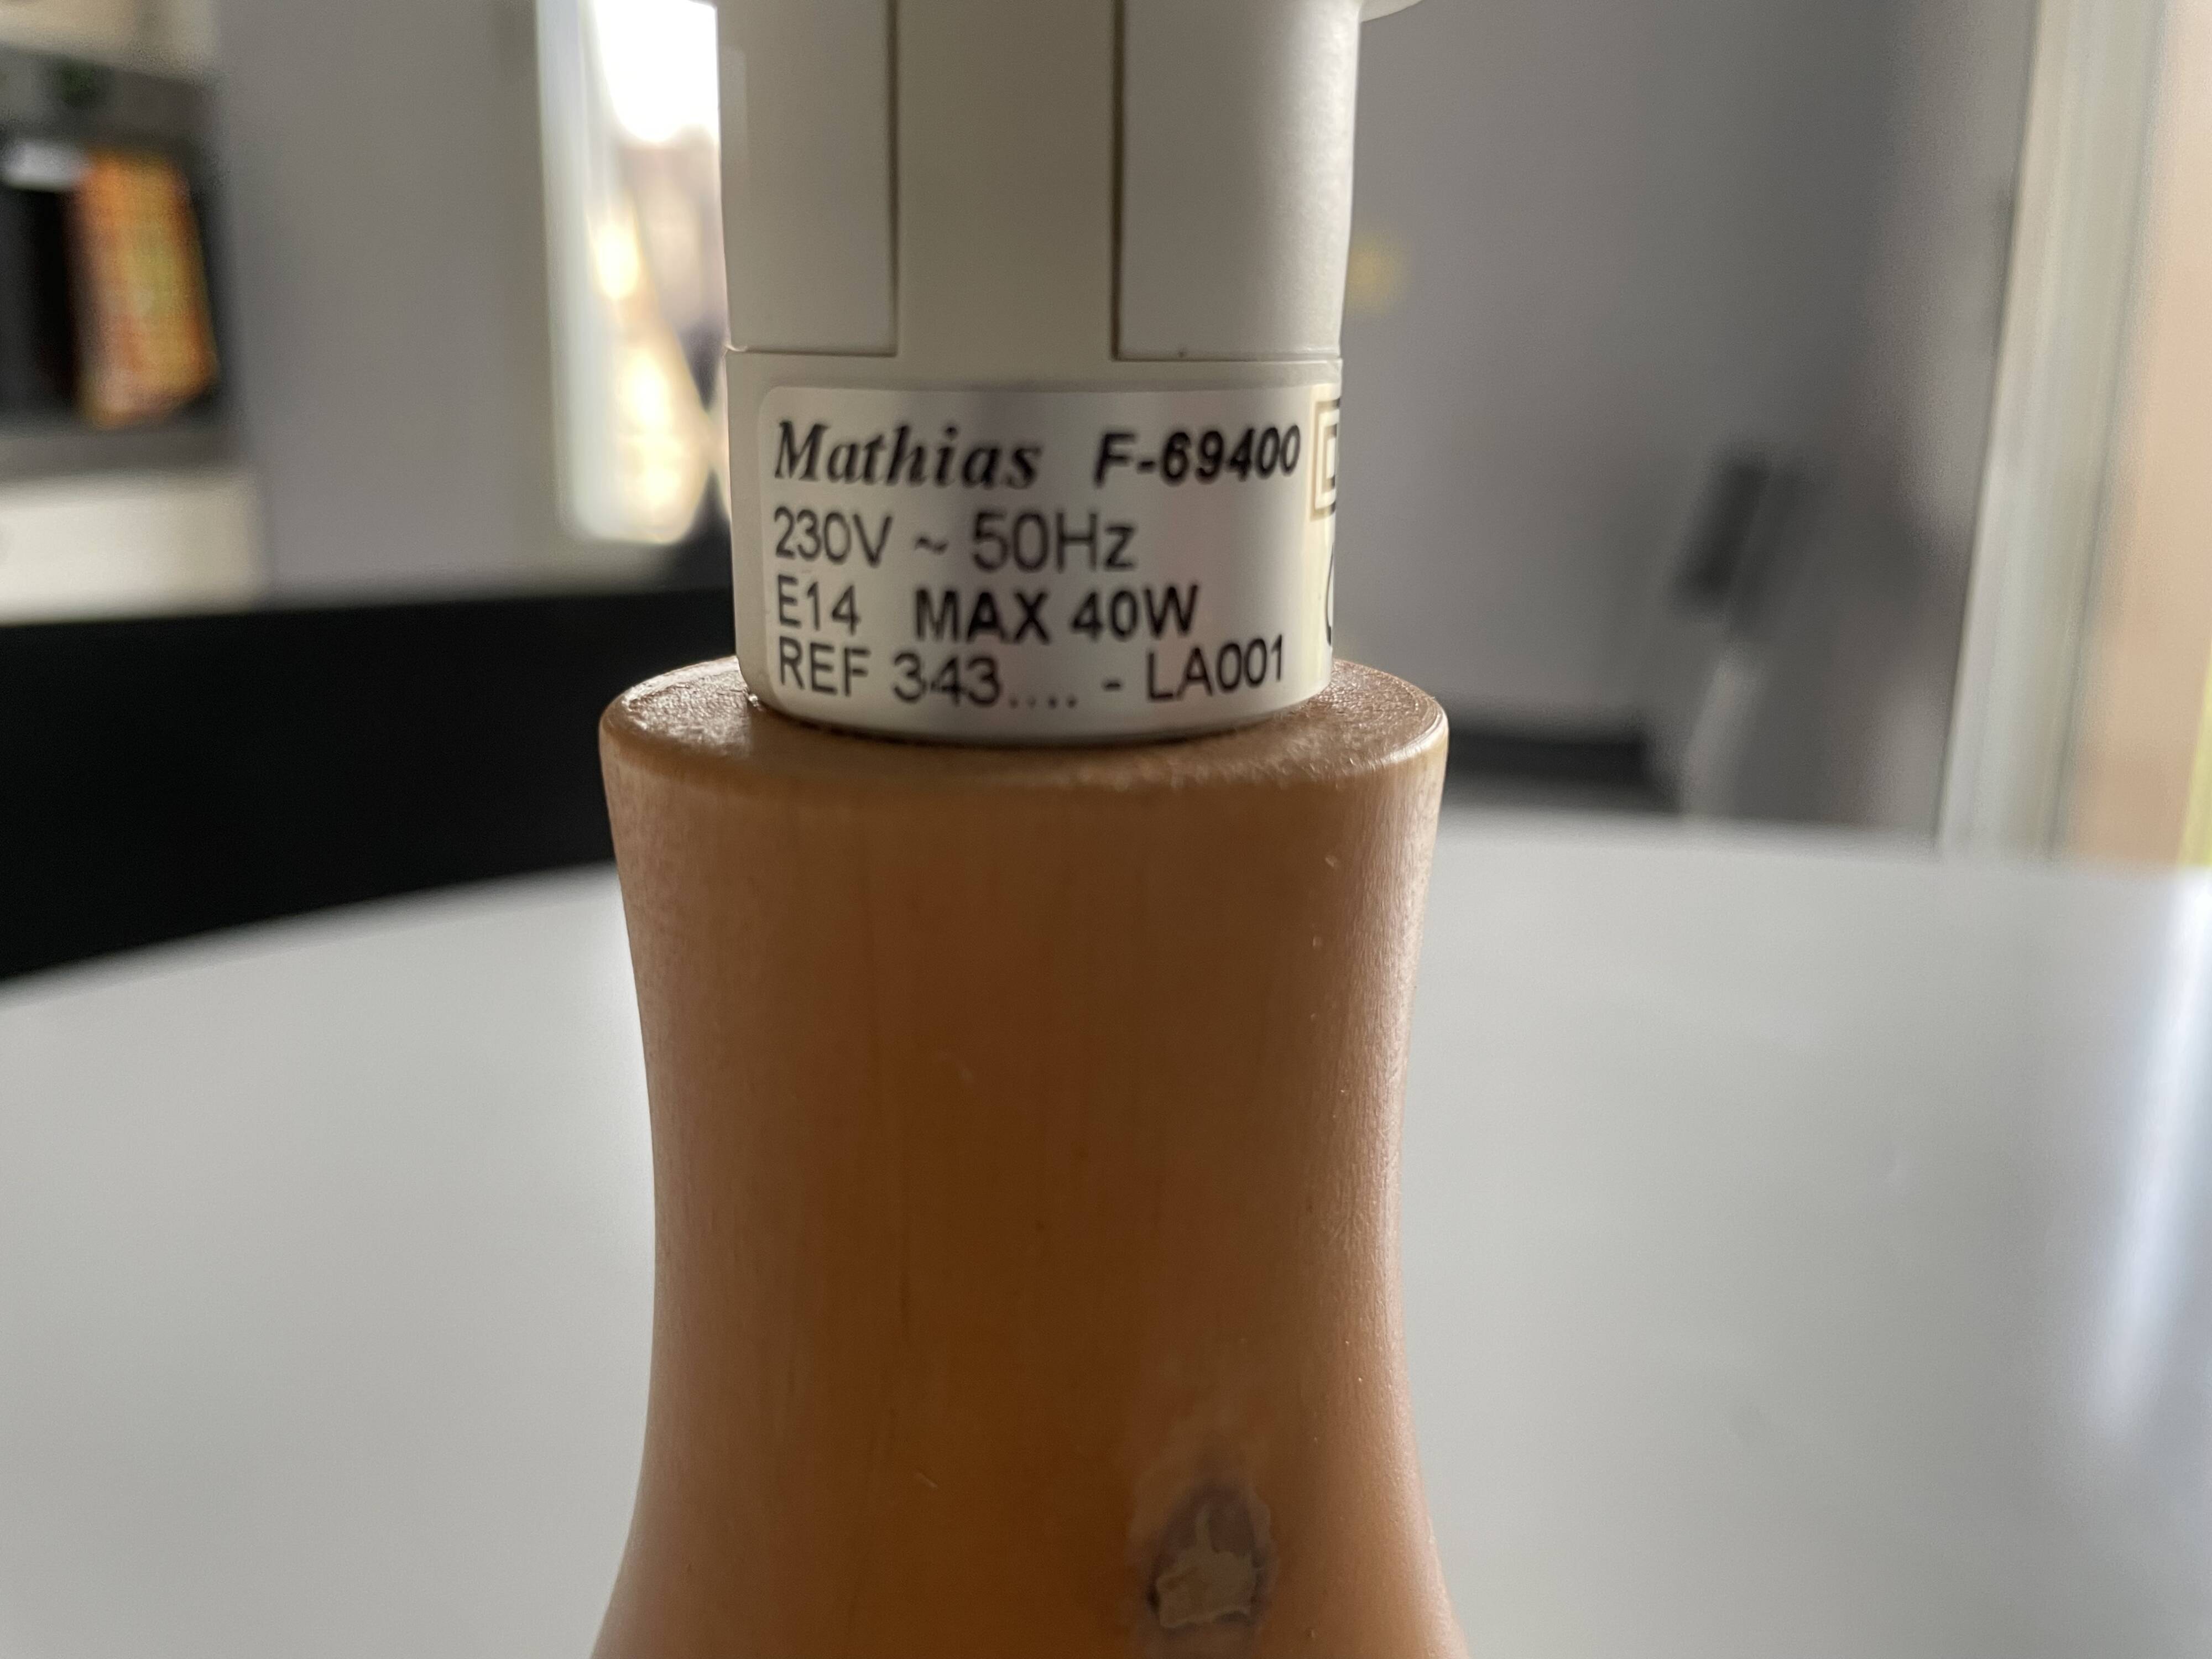 Mathias F-69400
230V ~ 50Hz
E14 MAX 40W
REF 343.... - LA001